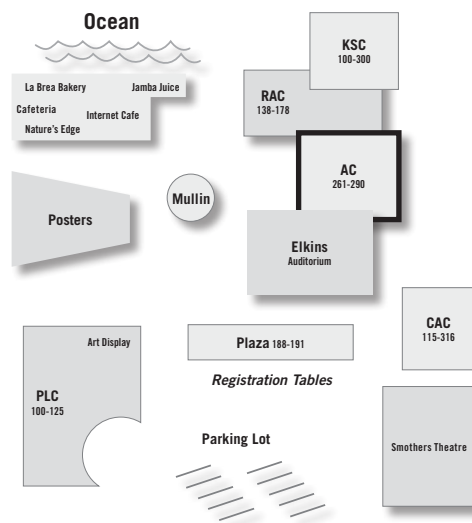 Ocean
KSC
100-300
La Brea Bakery
Jamba Juice
RAC
138-178
Cafeteria
Internet Cafe
Nature's Edge
AC
261-290
Mullin
Posters
Elkins
Auditorium
CAC
115-316
Plaza 188-191
Art Display
Registration Tables
PLC
100-125
Parking Lot
Smothers Theatre